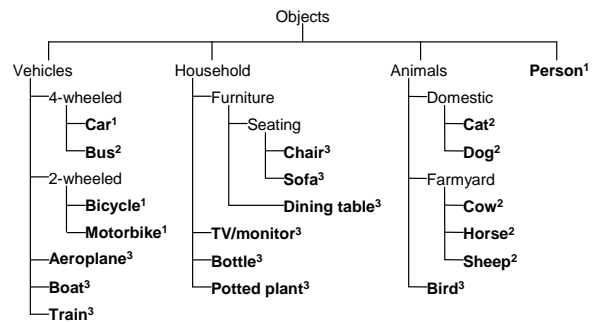 Objects
Vehicles
4-wheeled
Car¹
Bus²
2-wheeled
Bicycle¹
Motorbike¹
Aeroplane³
Boat³
Train³
Household
Furniture
Seating
Chair³
Sofa³
Dining table³
TV/monitor³
Bottle³
Potted plant³
Animals
Domestic
Cat²
Dog²
Farmyard
Cow²
Horse²
Sheep²
Bird³
Person¹